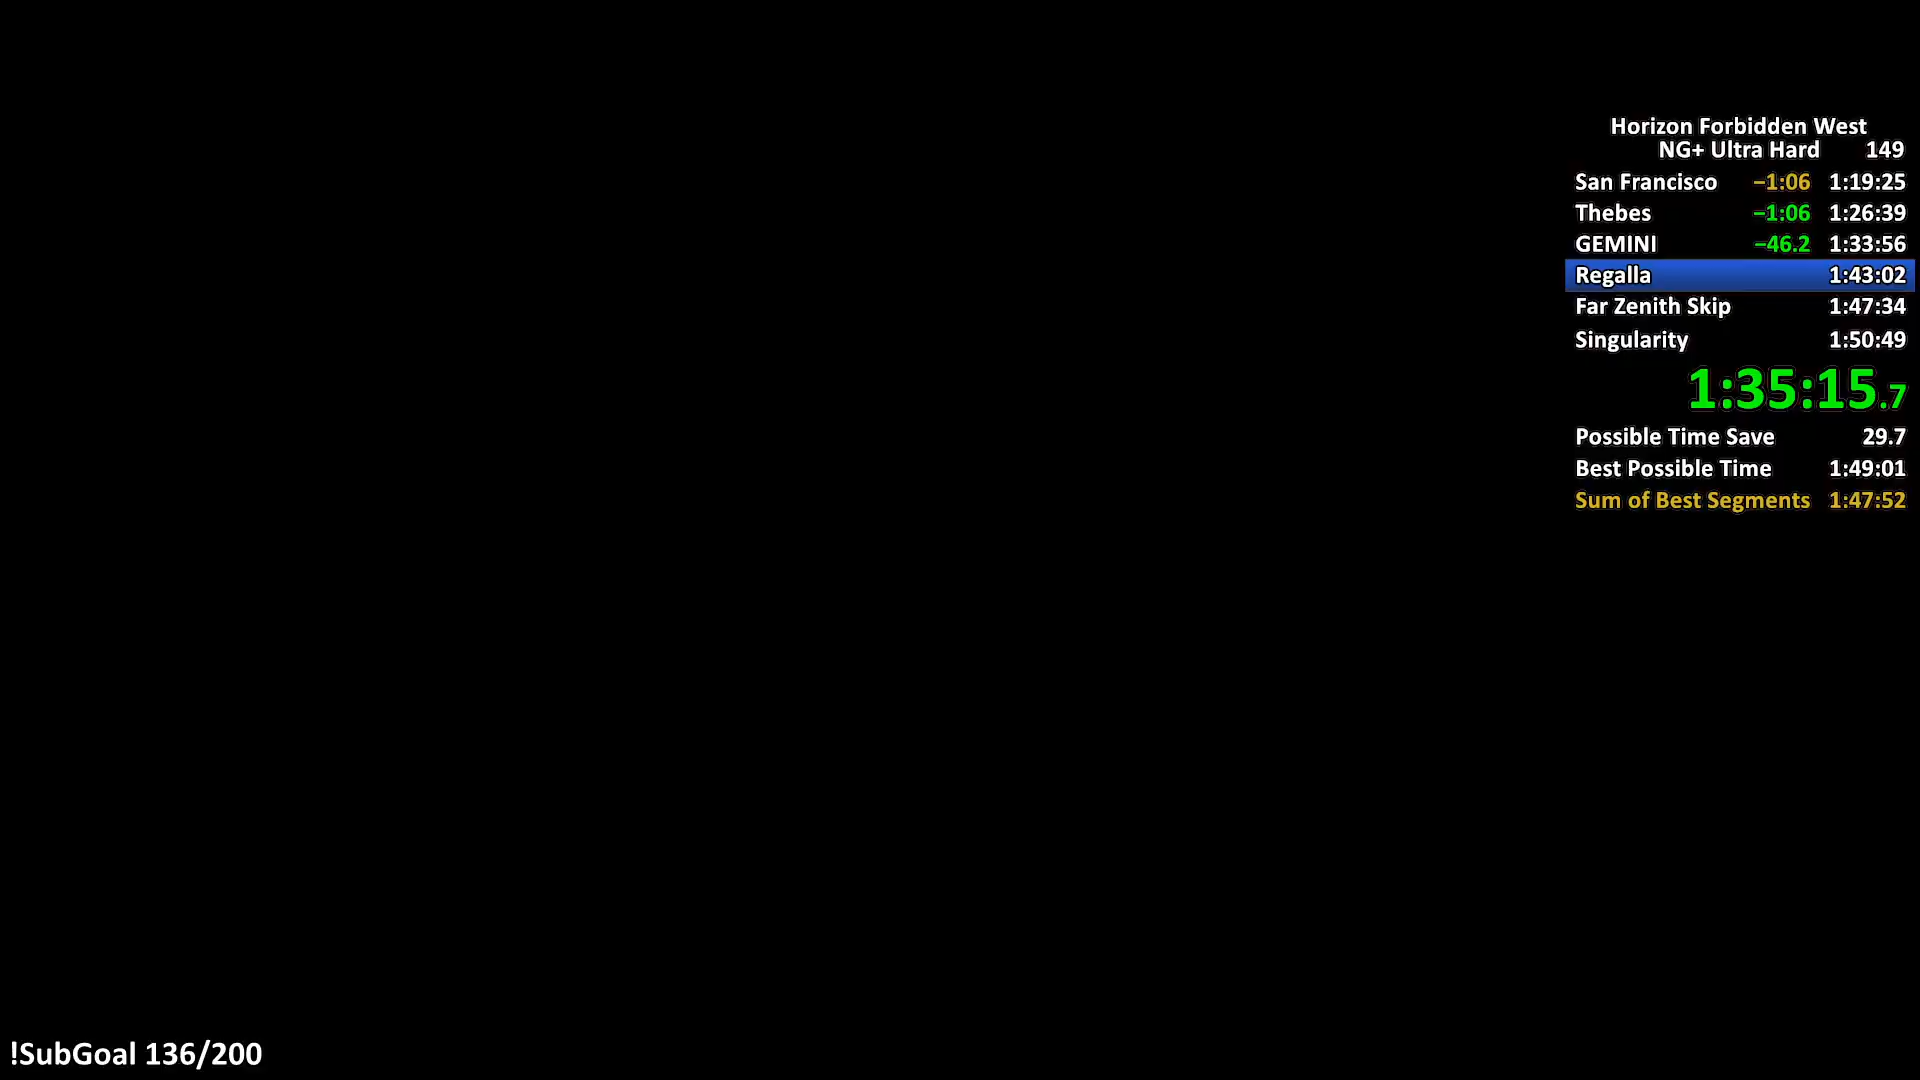 Horizon Forbidden West
NG+ Ultra Hard 149
San Francisco −1:06 1:19:25
Thebes −1:06 1:26:39
GEMINI −46.2 1:33:56
Regalla 1:43:02
Far Zenith Skip 1:47:34
Singularity 1:50:49
1:35:15.7
Possible Time Save 29.7
Best Possible Time 1:49:01
Sum of Best Segments 1:47:52
!SubGoal 136/200